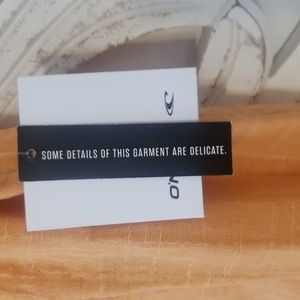 SOME DETAILS OF THIS GARMENT ARE DELICATE.